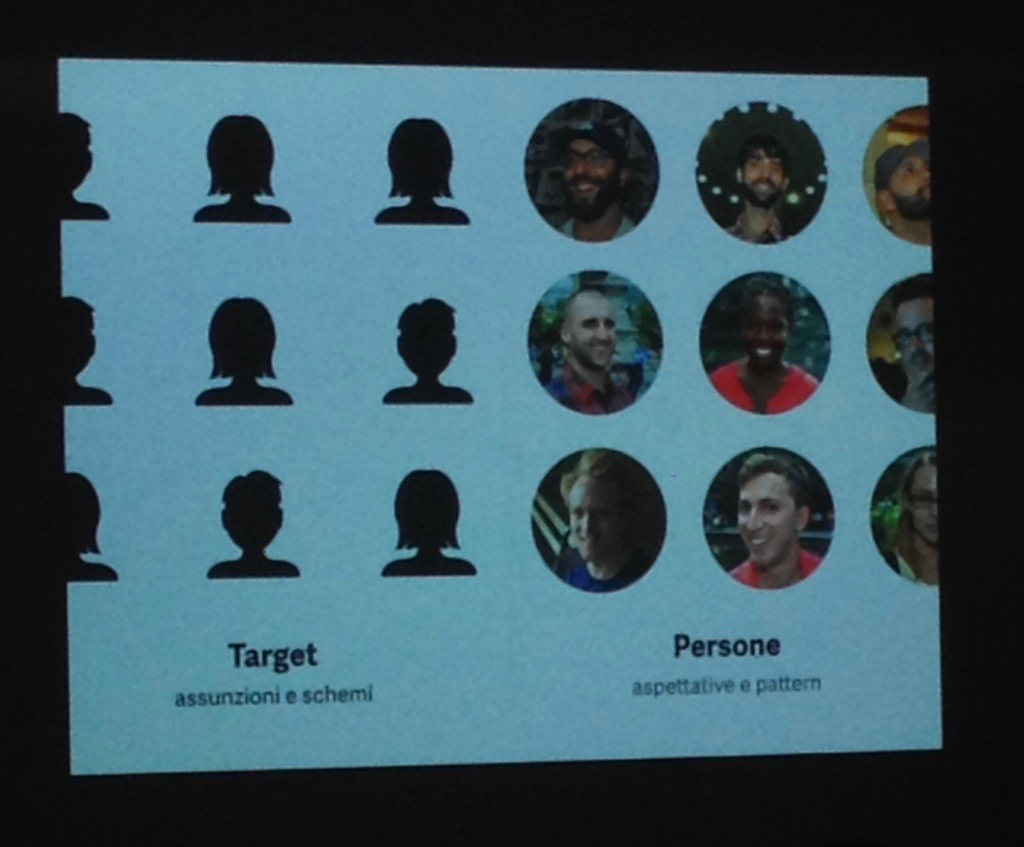 Target
assunzioni e schemi
Persone
aspettative e pattern